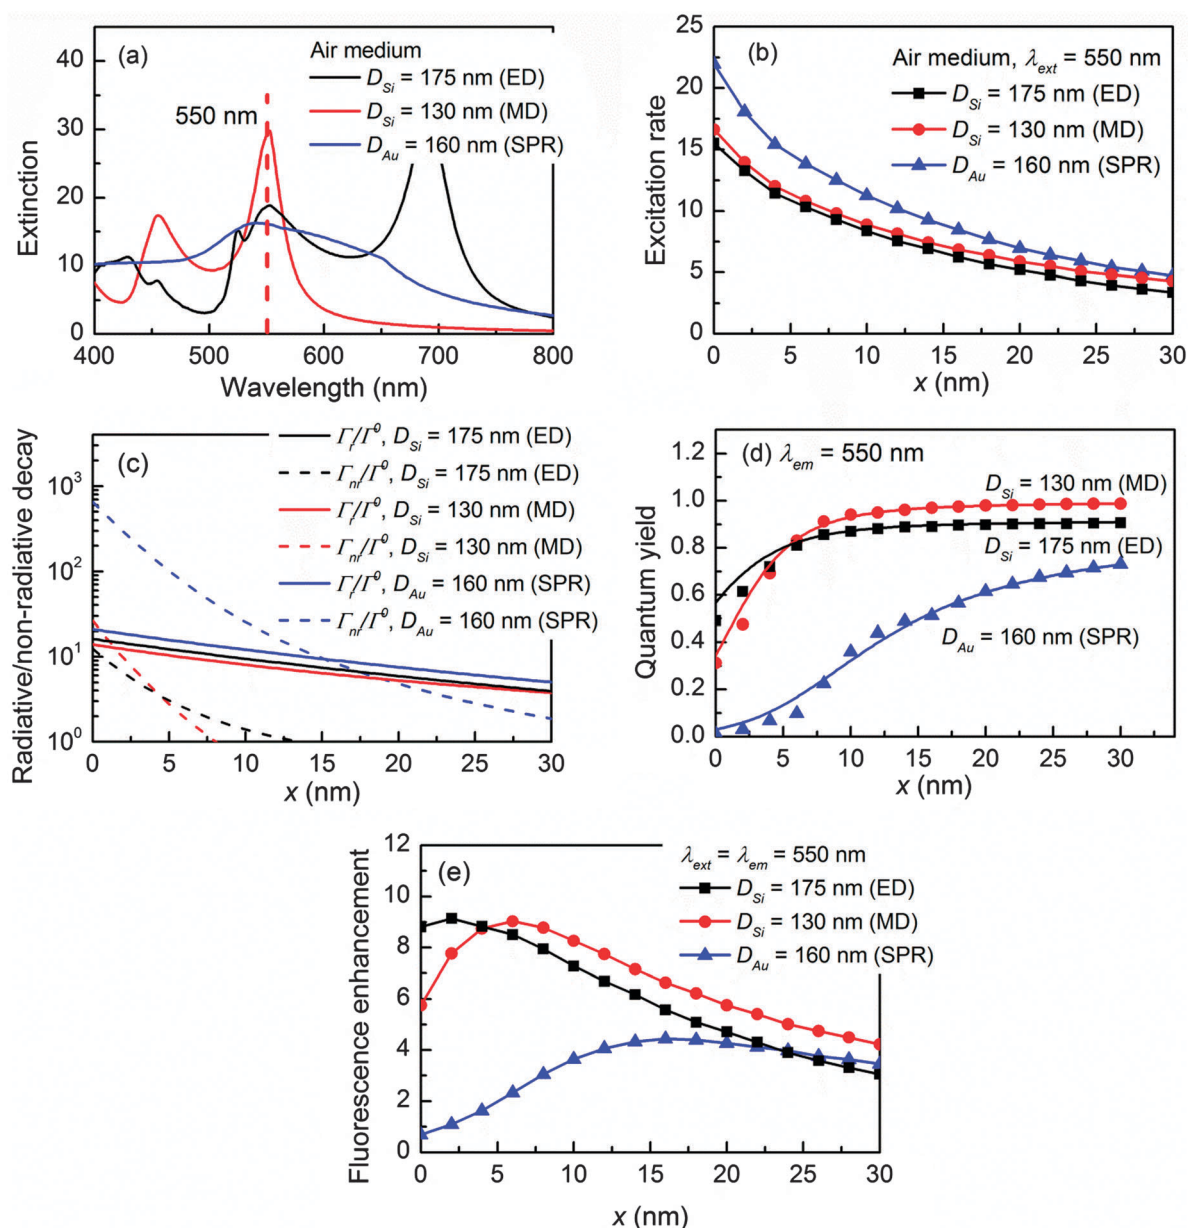 (a)
Air medium
D_Si = 175 nm (ED)
D_Si = 130 nm (MD)
D_Au = 160 nm (SPR)
550 nm
Extinction
40
30
20
10
0
400
500
600
700
800
Wavelength (nm)
(b)
Air medium, λ_ext = 550 nm
D_Si = 175 nm (ED)
D_Si = 130 nm (MD)
D_Au = 160 nm (SPR)
Excitation rate
25
20
15
10
5
0
0
5
10
15
20
25
30
x (nm)
(c)
Γ_r/Γ^0, D_Si = 175 nm (ED)
Γ_nr/Γ^0, D_Si = 175 nm (ED)
Γ_r/Γ^0, D_Si = 130 nm (MD)
Γ_nr/Γ^0, D_Si = 130 nm (MD)
Γ_r/Γ^0, D_Au = 160 nm (SPR)
Γ_nr/Γ^0, D_Au = 160 nm (SPR)
Radiative/non-radiative decay
10^3
10^2
10^1
10^0
0
5
10
15
20
25
30
x (nm)
(d)
λ_em = 550 nm
D_Si = 130 nm (MD)
D_Si = 175 nm (ED)
D_Au = 160 nm (SPR)
Quantum yield
1.2
1.0
0.8
0.6
0.4
0.2
0.0
0
5
10
15
20
25
30
x (nm)
(e)
λ_ext = λ_em = 550 nm
D_Si = 175 nm (ED)
D_Si = 130 nm (MD)
D_Au = 160 nm (SPR)
Fluorescence enhancement
12
10
8
6
4
2
0
0
5
10
15
20
25
30
x (nm)